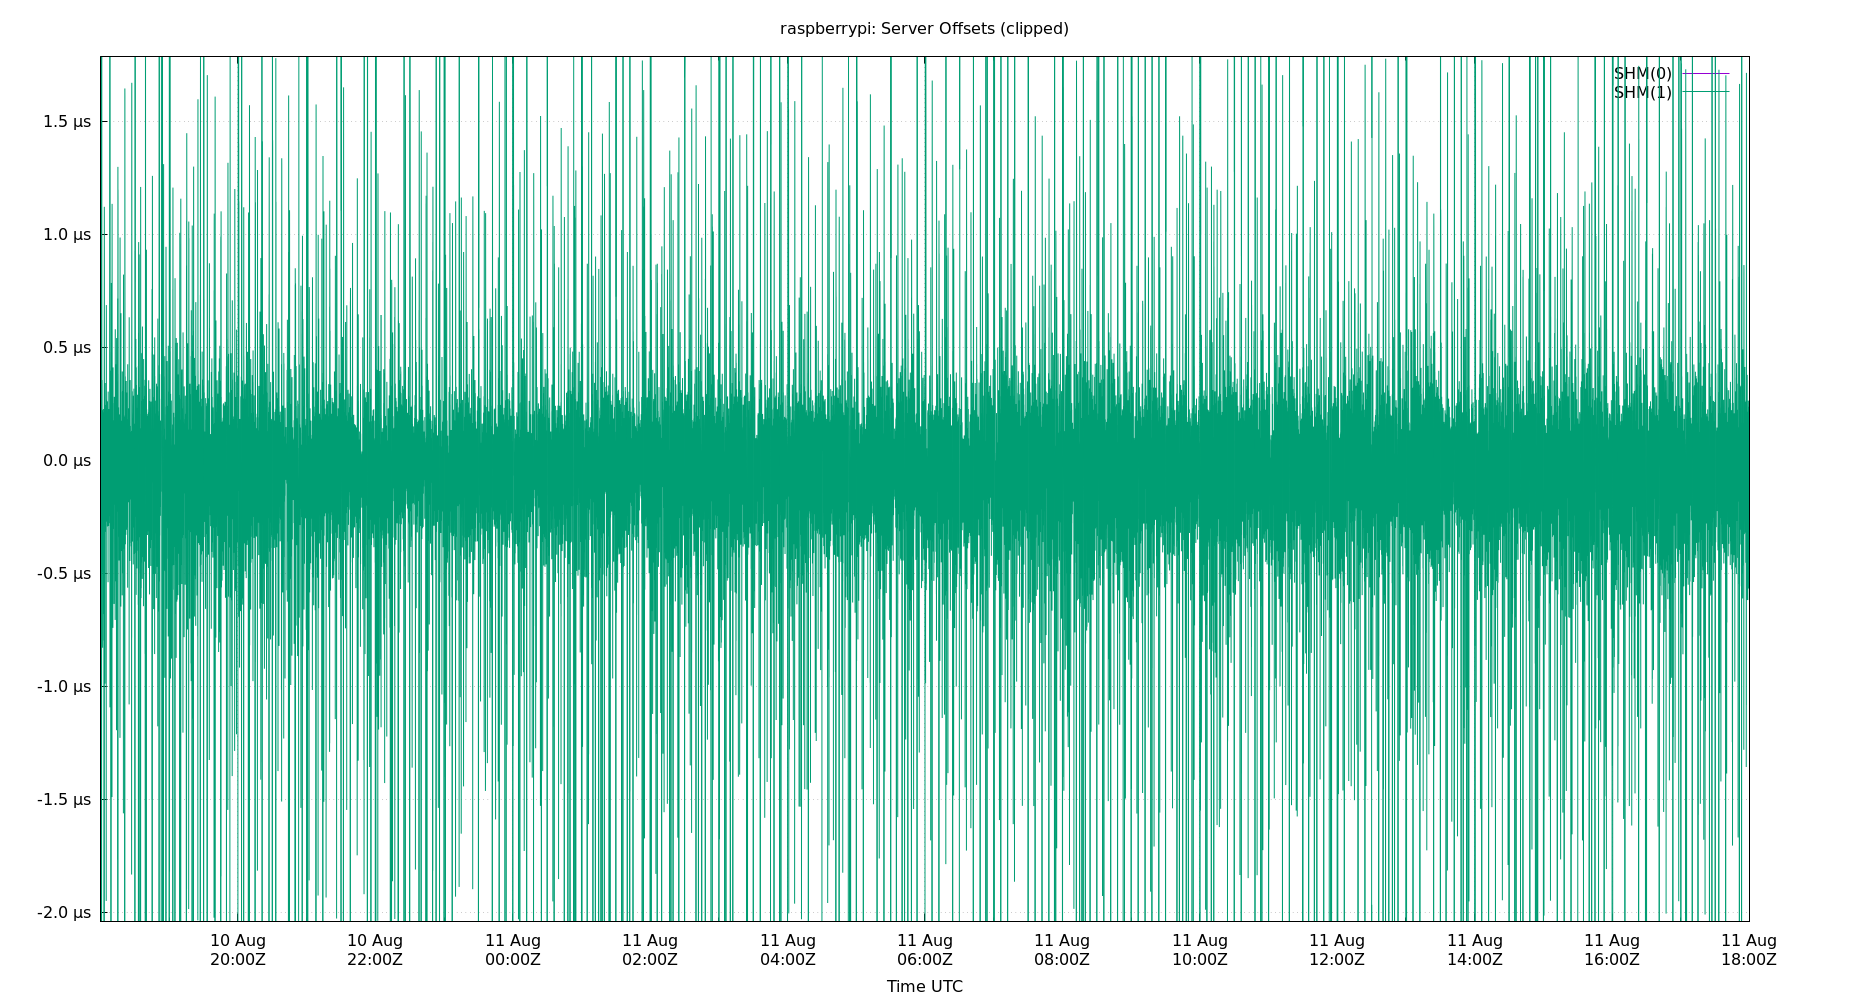 raspberrypi: Server Offsets (clipped)
SHM(0)
SHM(1)
1.5 µs
1.0 µs
0.5 µs
0.0 µs
-0.5 µs
-1.0 µs
-1.5 µs
-2.0 µs
10 Aug 10 Aug 11 Aug 11 Aug 11 Aug 11 Aug 11 Aug 11 Aug 11 Aug 11 Aug 11 Aug 11 Aug
20:00Z 22:00Z 00:00Z 02:00Z 04:00Z 06:00Z 08:00Z 10:00Z 12:00Z 14:00Z 16:00Z 18:00Z
Time UTC